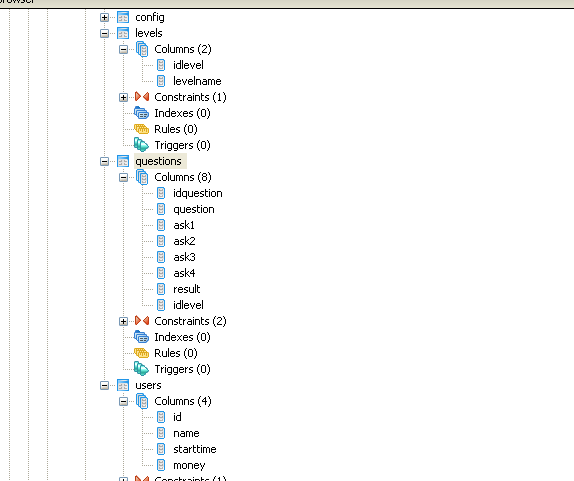 config
levels
Columns (2)
idlevel
levelname
Constraints (1)
Indexes (0)
Rules (0)
Triggers (0)
questions
Columns (8)
idquestion
question
ask1
ask2
ask3
ask4
result
idlevel
Constraints (2)
Indexes (0)
Rules (0)
Triggers (0)
users
Columns (4)
id
name
starttime
money
Constraints (1)